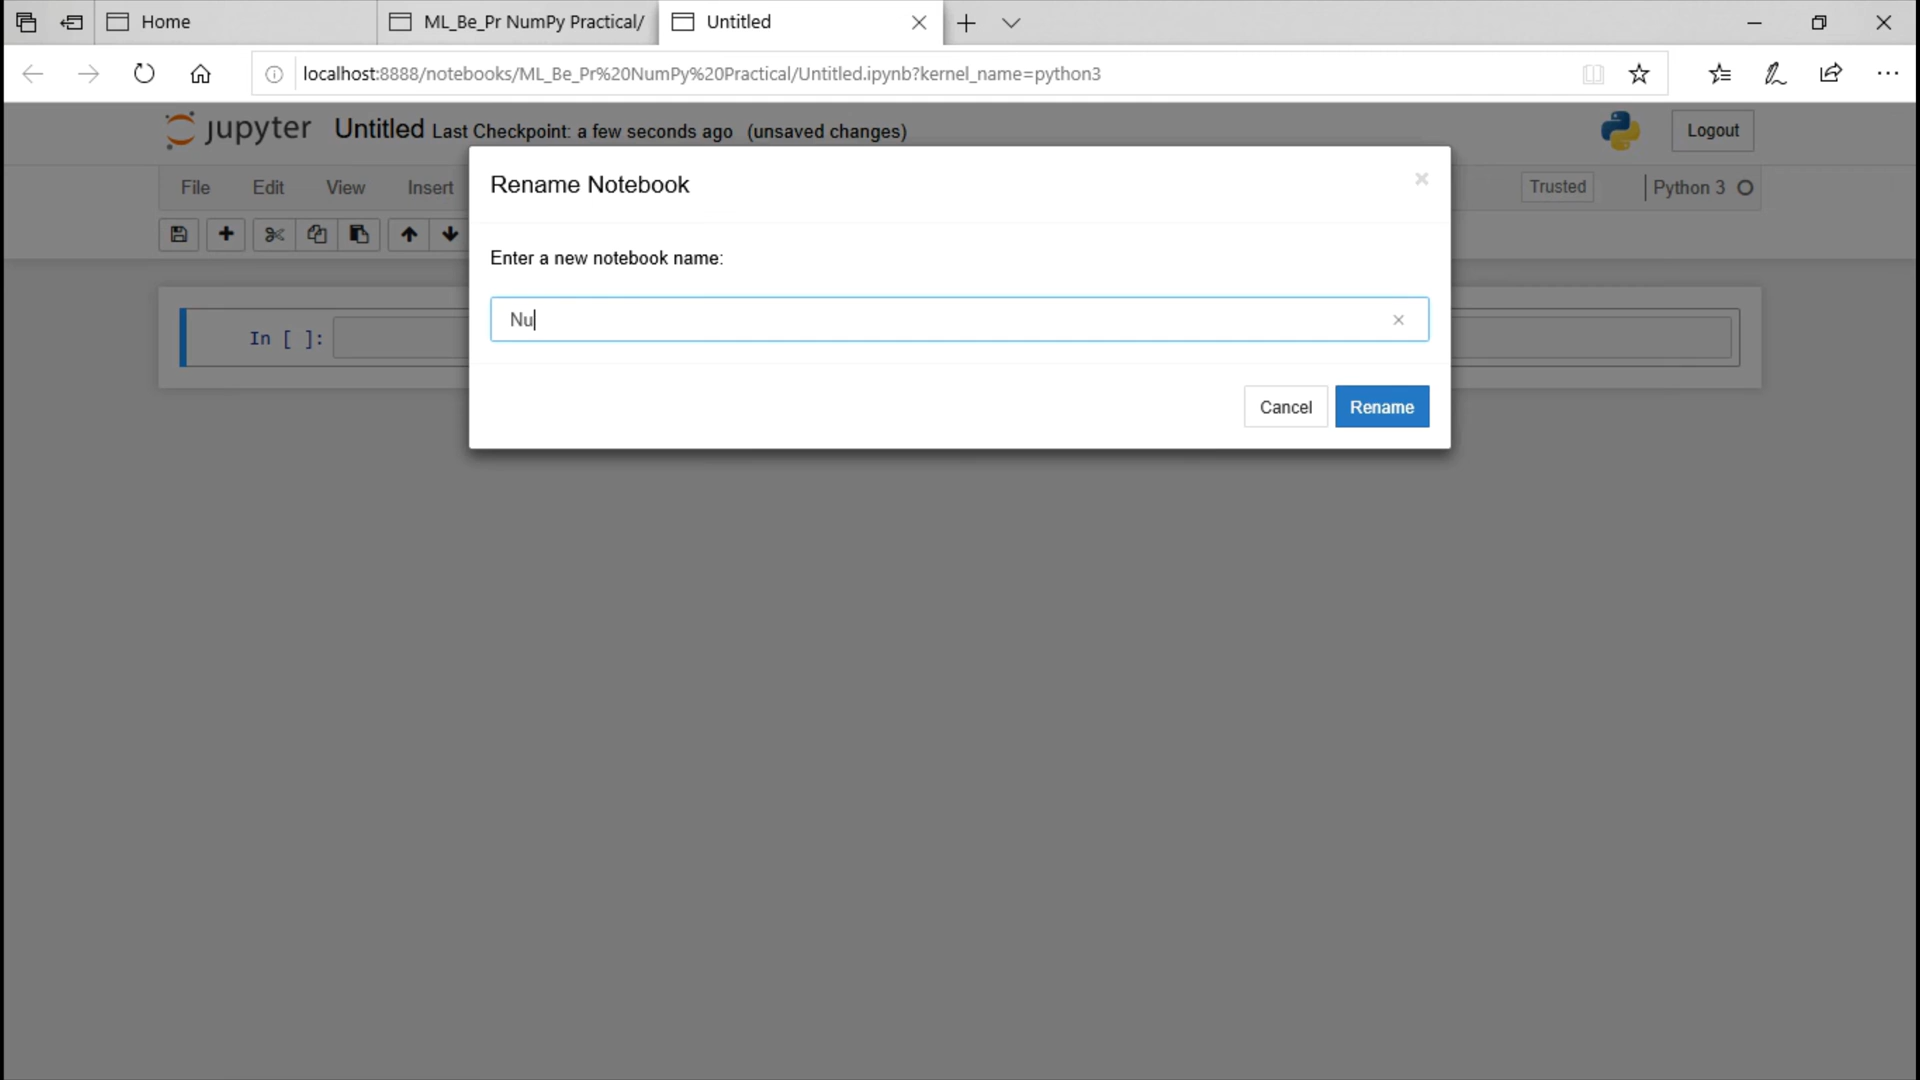 Home
ML_Be_Pr NumPy Practical/
Untitled
localhost:8888/notebooks/ML_Be_Pr%20NumPy%20Practical/Untitled.ipynb?kernel_name=python3
jupyter Untitled Last Checkpoint: a few seconds ago (unsaved changes)
Logout
Rename Notebook
File Edit View Insert
Trusted
Python 3
Enter a new notebook name:
Nu
In [ ]:
Cancel Rename